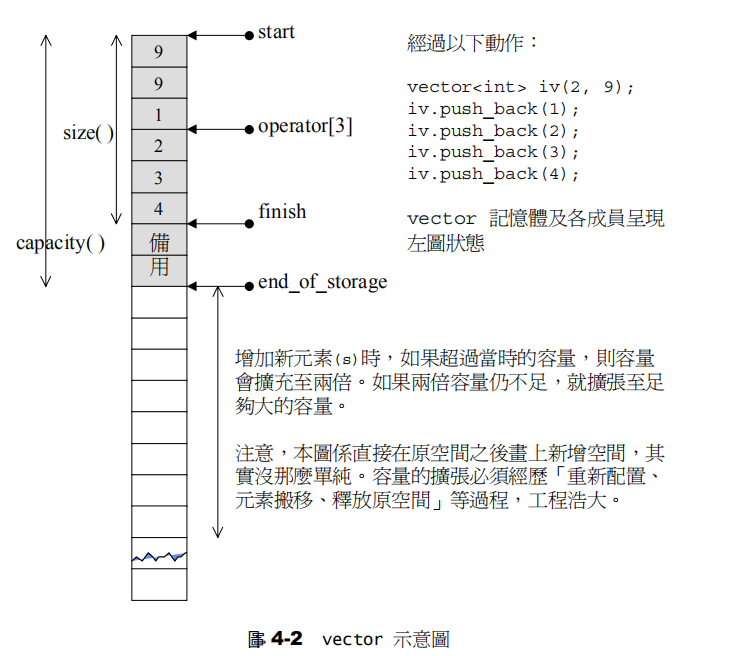 start
經過以下動作：
9
9
vector<int> iv(2, 9);
iv.push_back(1);
1
size( )
operator[3]
iv.push_back(2);
2
iv.push_back(3);
3
iv.push_back(4);
4
finish
vector 記憶體及各成員呈現
左圖狀態
capacity( )
備
用
end_of_storage
增加新元素(s)時，如果超過當時的容量，則容量
會擴充至兩倍。如果兩倍容量仍不足，就擴張至足
夠大的容量。
注意，本圖係直接在原空間之後畫上新增空間，其
實沒那麼單純。容量的擴張必須經歷「重新配置、
元素搬移、釋放原空間」等過程，工程浩大。
圖 4-2 vector 示意圖